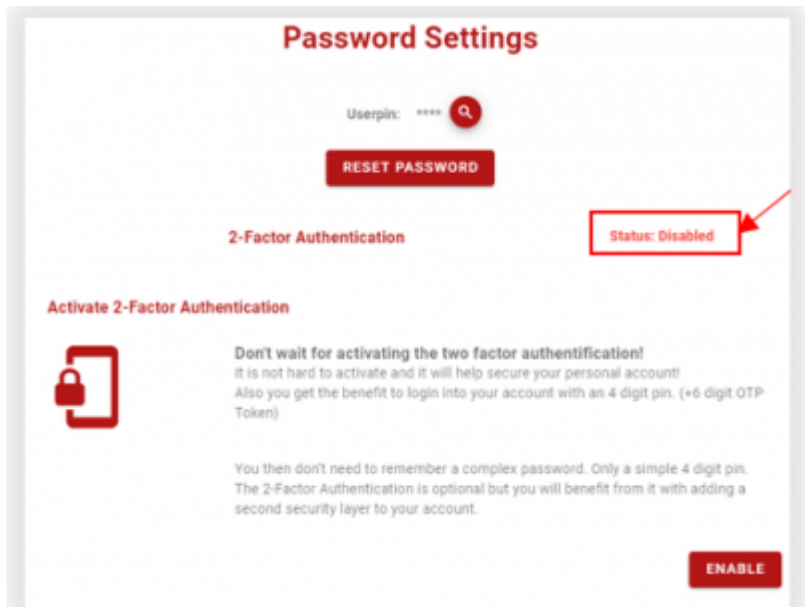 Password Settings
Userpin: ****
RESET PASSWORD
2-Factor Authentication
Status: Disabled
Activate 2-Factor Authentication
Don't wait for activating the two factor authentification!
It is not hard to activate and it will help secure your personal account!
Also you get the benefit to login into your account with an 4 digit pin. (+6 digit OTP
Token)
You then don't need to remember a complex password. Only a simple 4 digit pin.
The 2-Factor Authentication is optional but you will benefit from it with adding a
second security layer to your account.
ENABLE